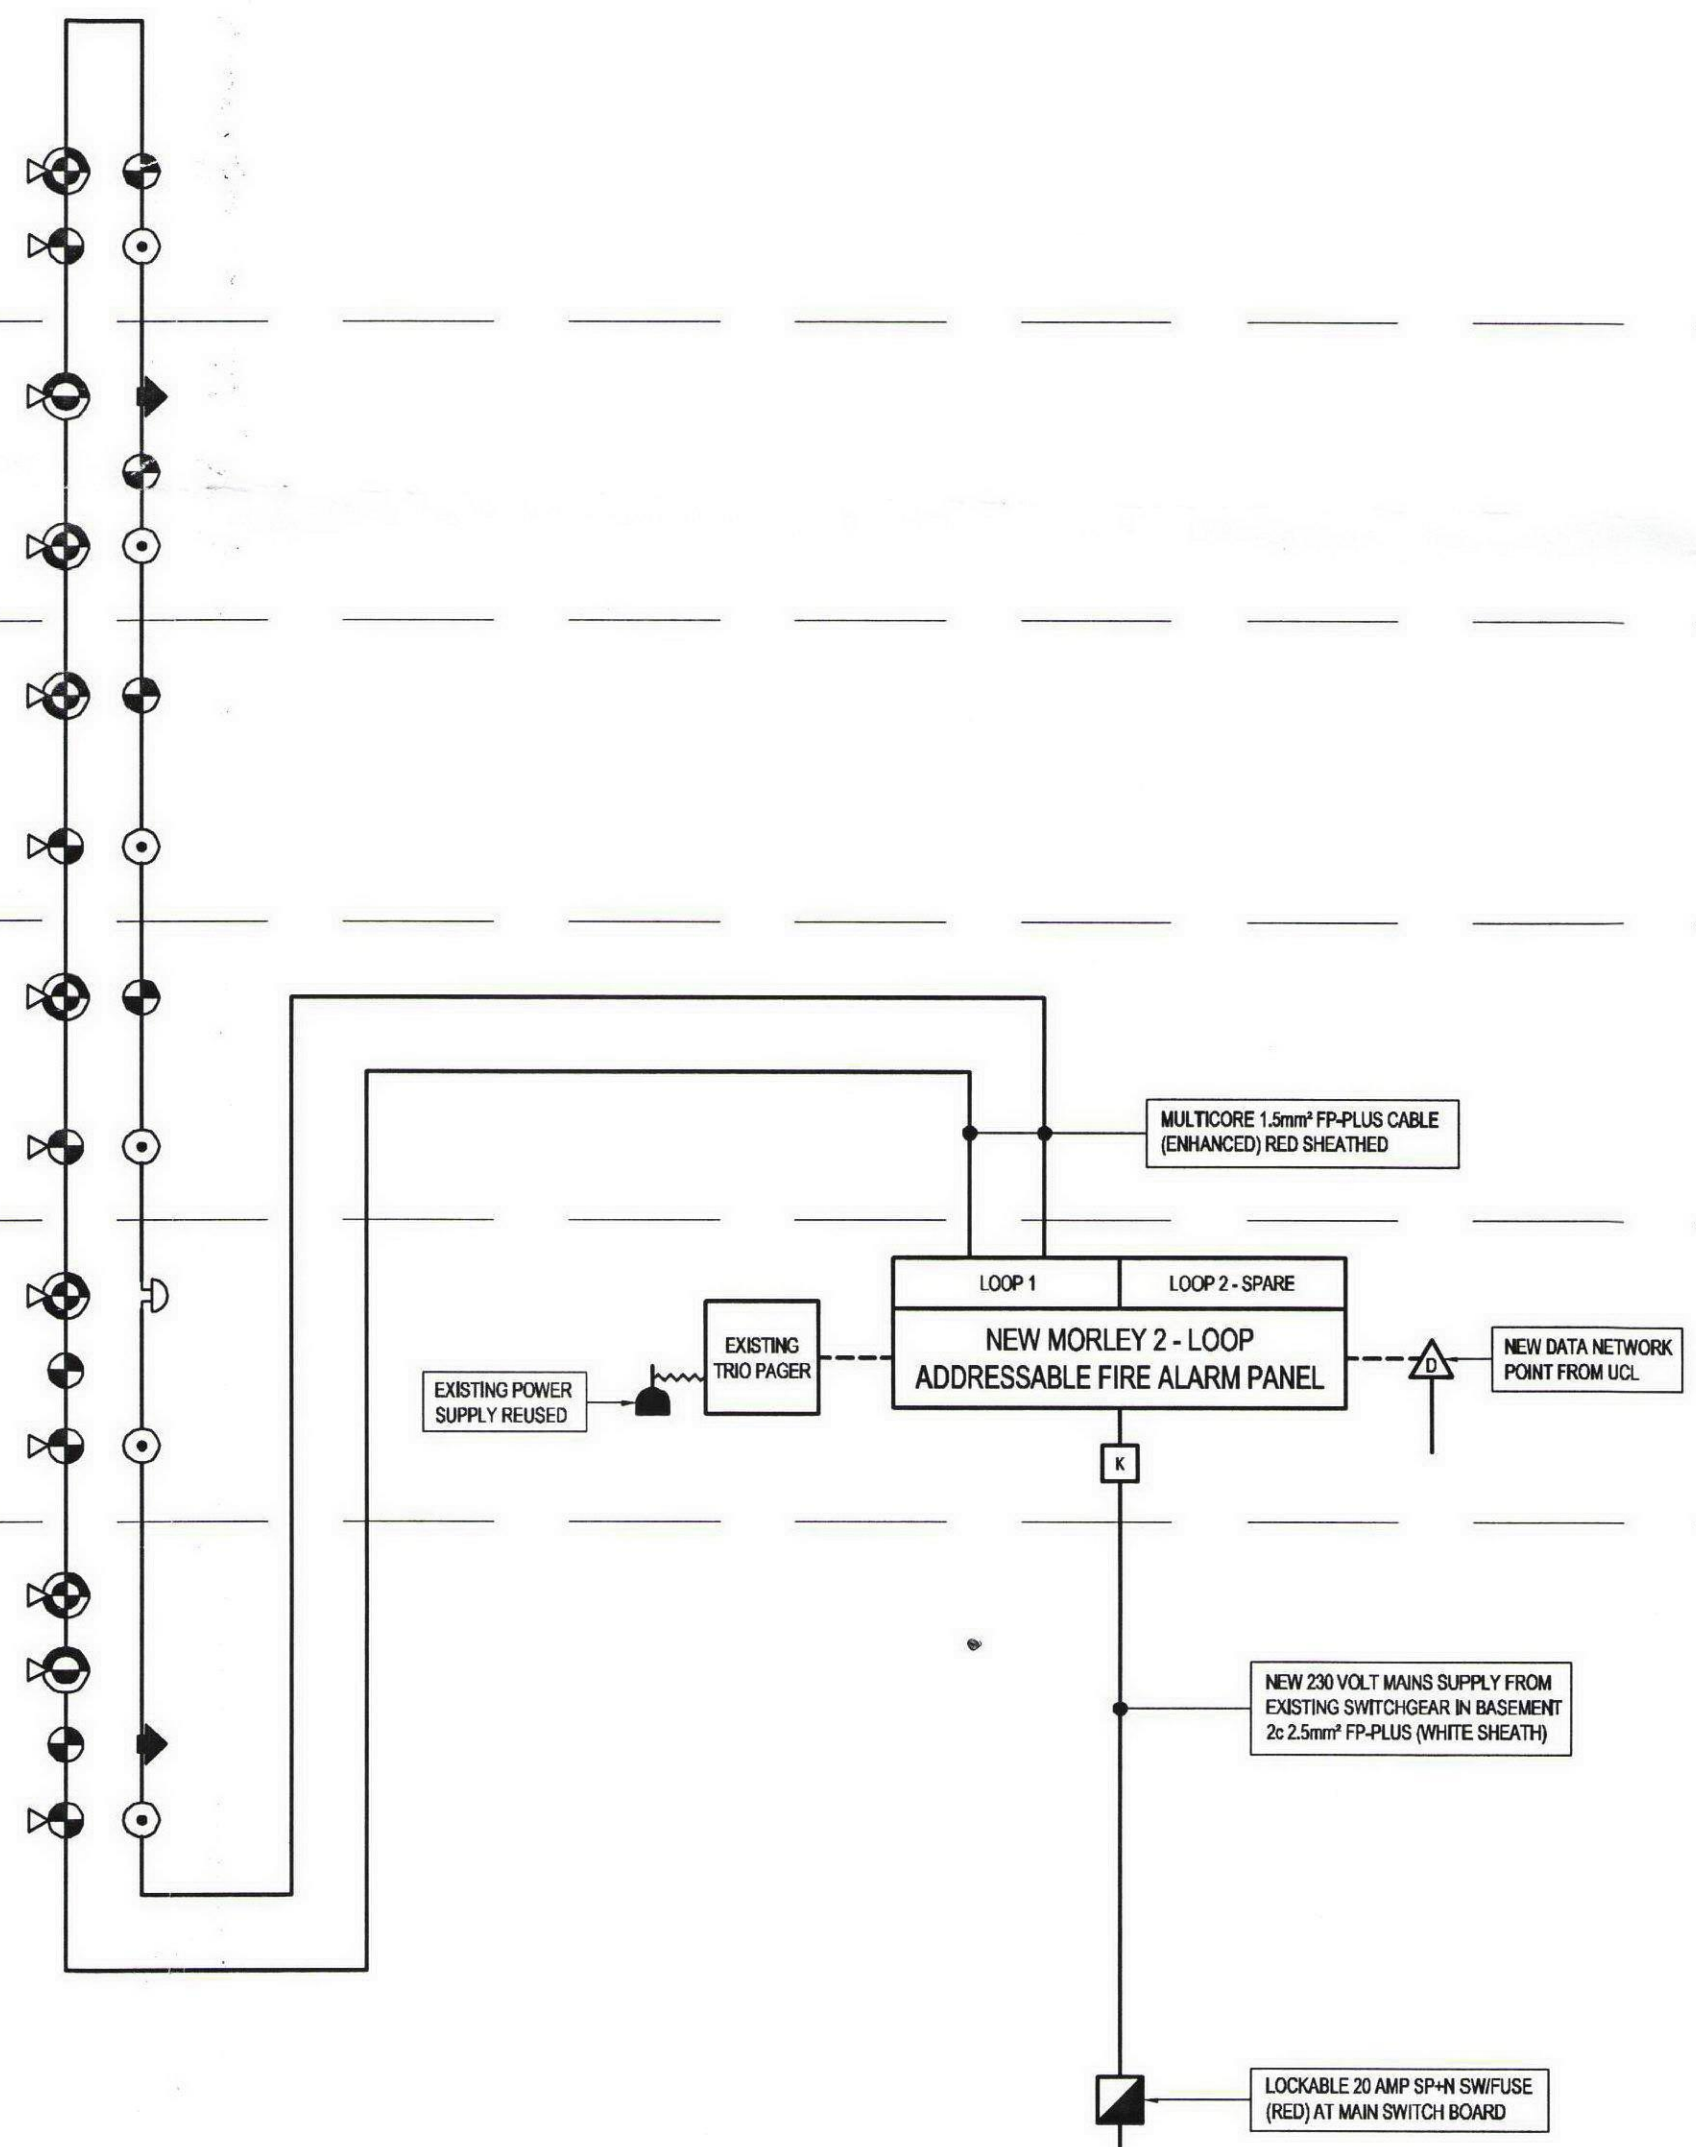 MULTICORE 1.5mm² FP-PLUS CABLE
(ENHANCED) RED SHEATHED
LOOP 1
LOOP 2 - SPARE
NEW MORLEY 2 - LOOP
ADDRESSABLE FIRE ALARM PANEL
EXISTING
TRIO PAGER
EXISTING POWER
SUPPLY REUSED
D
NEW DATA NETWORK
POINT FROM UCL
K
NEW 230 VOLT MAINS SUPPLY FROM
EXISTING SWITCHGEAR IN BASEMENT
2c 2.5mm² FP-PLUS (WHITE SHEATH)
LOCKABLE 20 AMP SP+N SW/FUSE
(RED) AT MAIN SWITCH BOARD